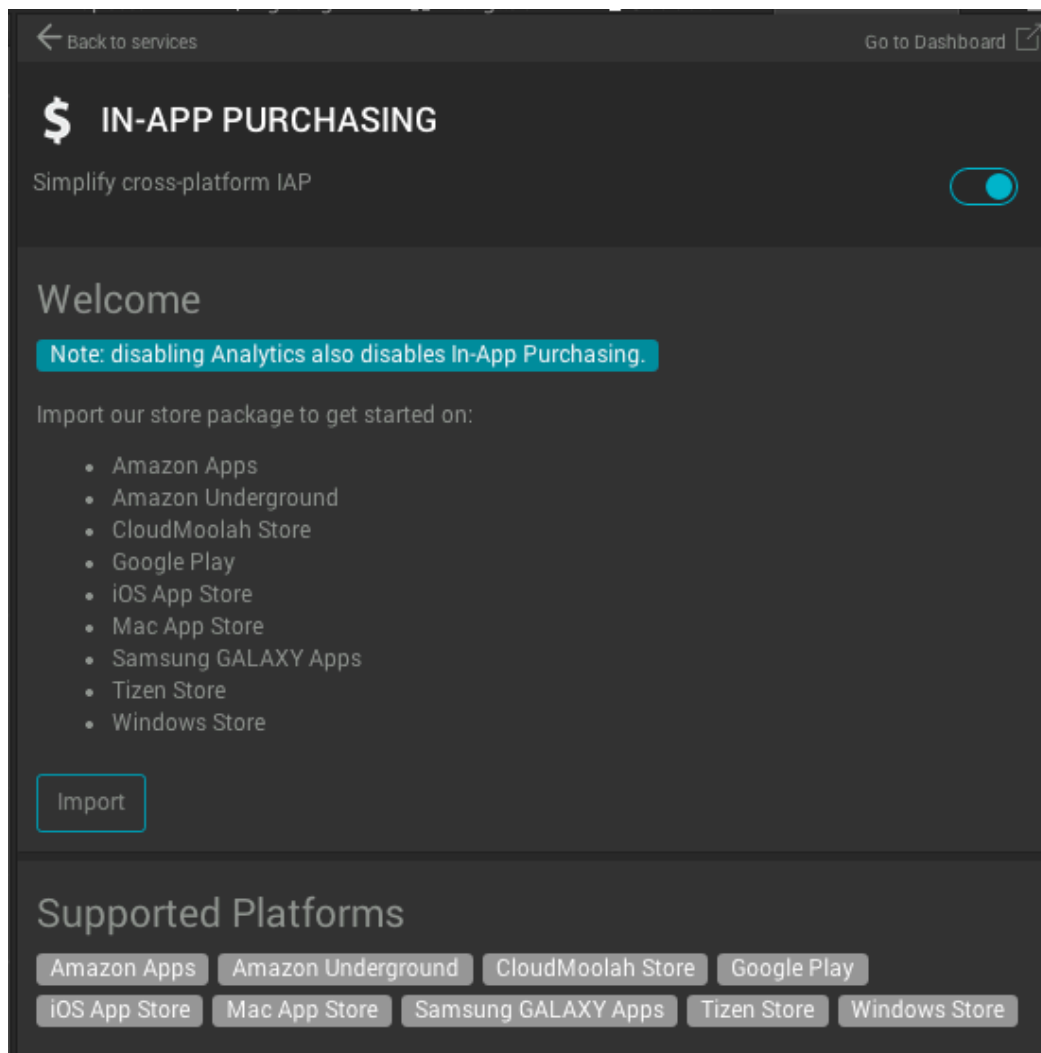 Back to services
Go to Dashboard
$ IN-APP PURCHASING
Simplify cross-platform IAP
Welcome
Note: disabling Analytics also disables In-App Purchasing.
Import our store package to get started on:
• Amazon Apps
• Amazon Underground
• CloudMoolah Store
• Google Play
• iOS App Store
• Mac App Store
• Samsung GALAXY Apps
• Tizen Store
• Windows Store
Import
Supported Platforms
Amazon Apps Amazon Underground CloudMoolah Store Google Play
iOS App Store Mac App Store Samsung GALAXY Apps Tizen Store Windows Store